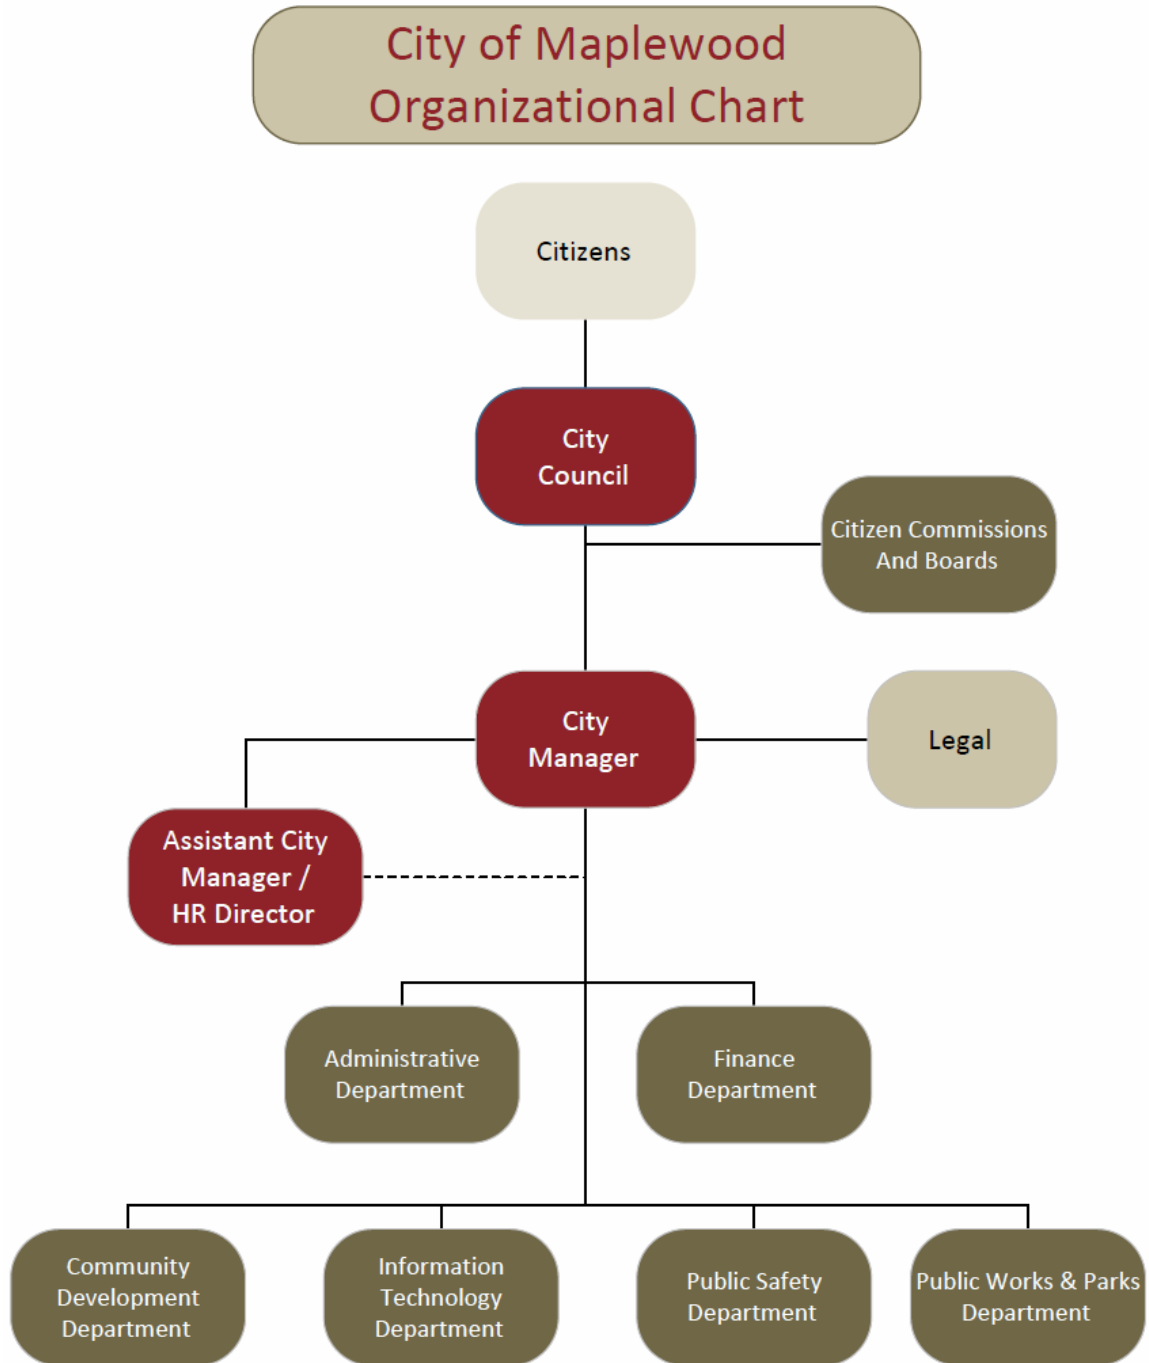 City of Maplewood
Organizational Chart
Citizens
City
Council
Citizen Commissions
And Boards
City
Manager
Legal
Assistant City
Manager /
HR Director
Administrative
Department
Finance
Department
Community
Development
Department
Information
Technology
Department
Public Safety
Department
Public Works & Parks
Department